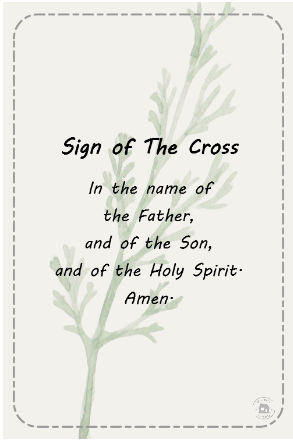 Sign of The Cross
In the name of
the Father,
and of the Son,
and of the Holy Spirit.
Amen.